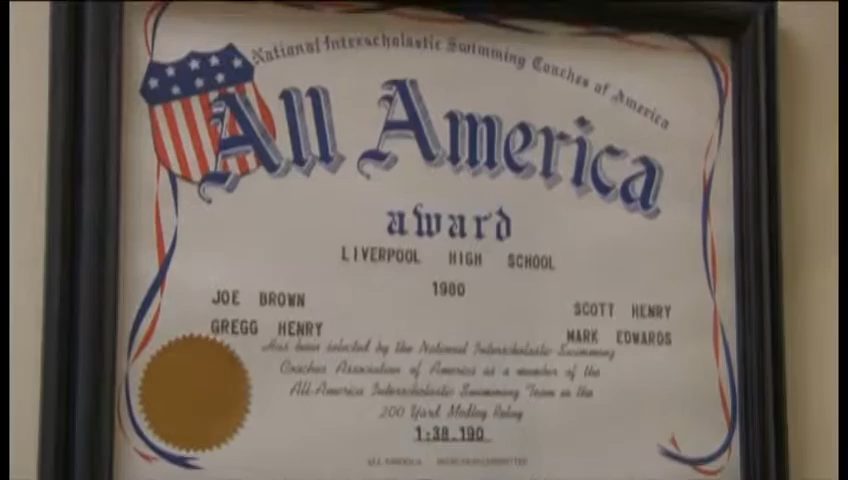 National Interscholastic Swimming Coaches of America
All America
award
LIVERPOOL HIGH SCHOOL
1980
JOE BROWN SCOTT HENRY
GREGG HENRY MARK EDWARDS
Has been selected by the National Interscholastic Swimming
Coaches Association of America as a member of the
All-America Interscholastic Swimming Team in the
200 Yard Medley Relay
1:38.190
ALL AMERICA